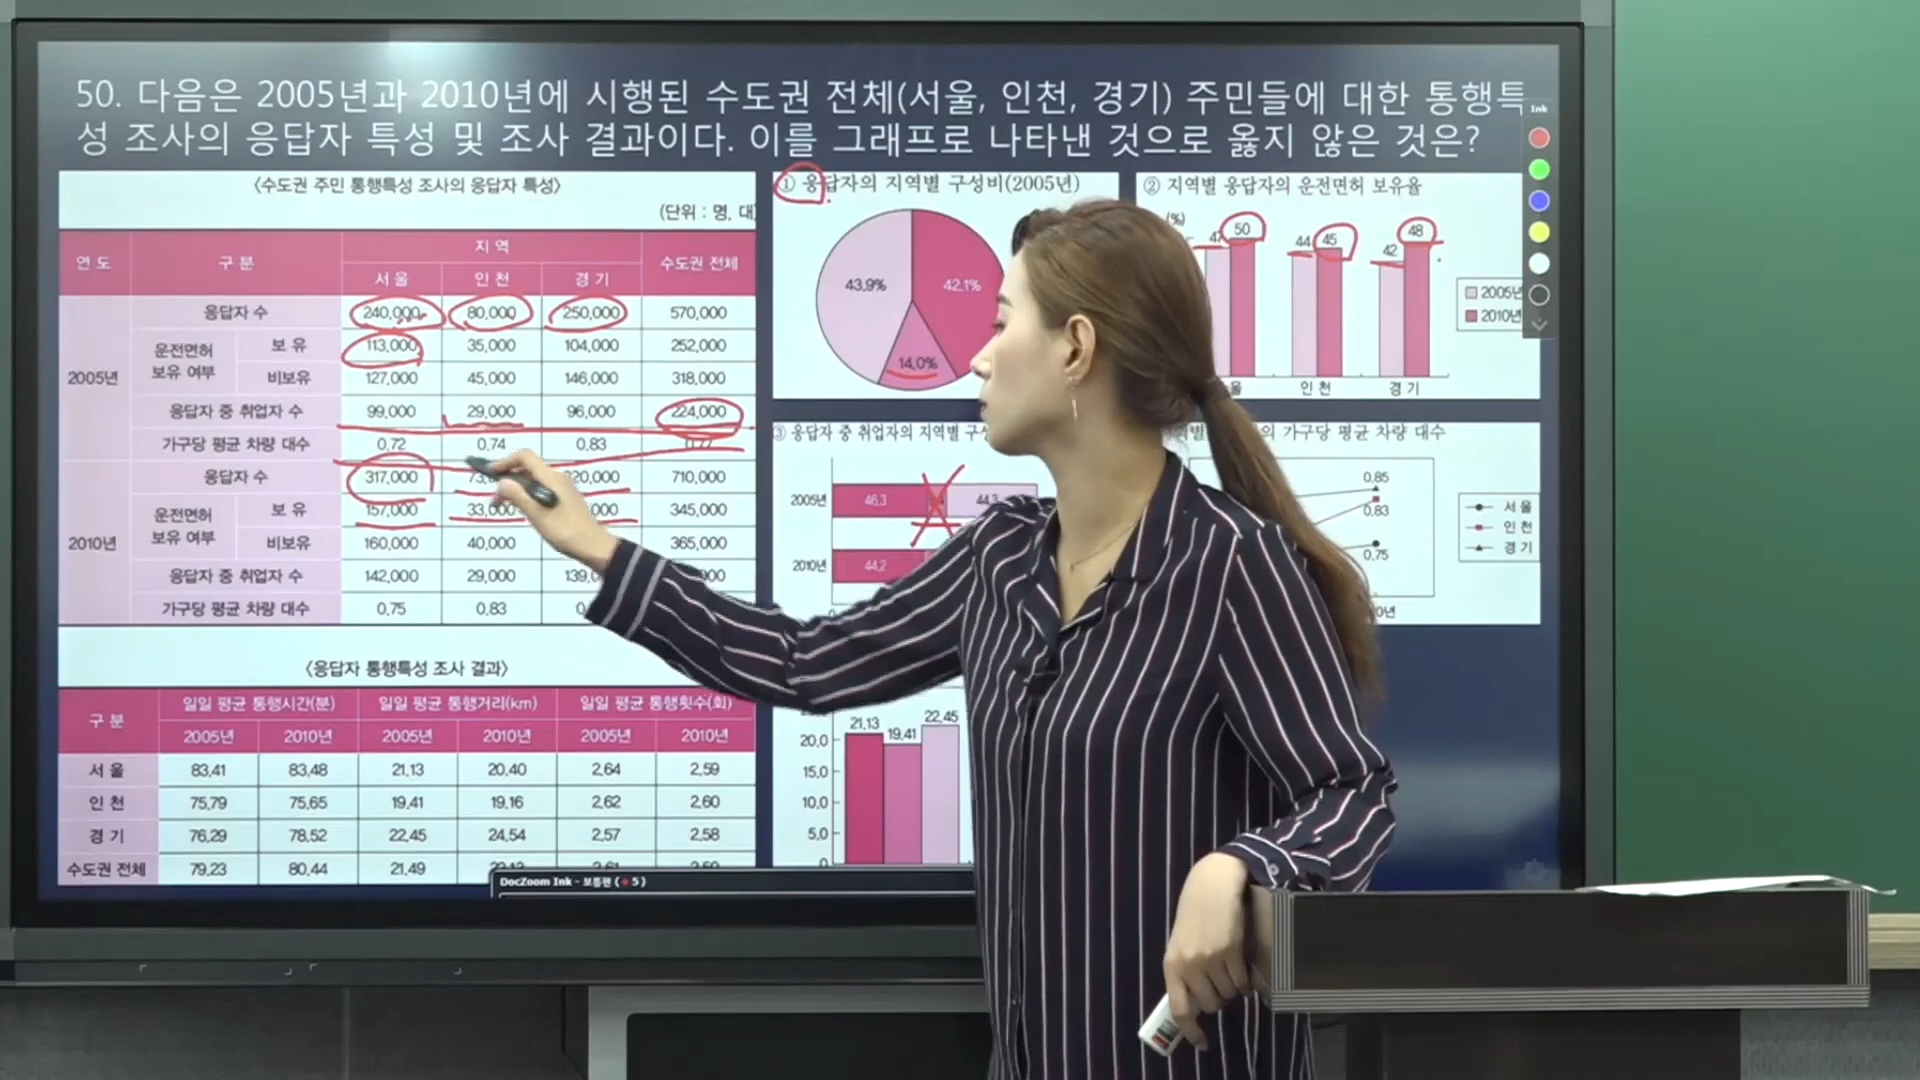 50. 다음은 2005년과 2010년에 시행된 수도권 전체(서울, 인천, 경기) 주민들에 대한 통행특
성 조사의 응답자 특성 및 조사 결과이다. 이를 그래프로 나타낸 것으로 옳지 않은 것은?
Ink
〈수도권 주민 통행특성 조사의 응답자 특성〉
(단위 : 명, 대)
연 도 구 분 지 역 수도권 전체
서 울 인 천 경 기
2005년
응답자 수 240,000 80,000 250,000 570,000
운전면허 보유 여부
보 유 113,000 35,000 104,000 252,000
비보유 127,000 45,000 146,000 318,000
응답자 중 취업자 수 99,000 29,000 96,000 224,000
가구당 평균 차량 대수 0.72 0.74 0.83 0.77
2010년
응답자 수 317,000 710,000
운전면허 보유 여부
보 유 157,000 33,000 345,000
비보유 160,000 40,000 365,000
응답자 중 취업자 수 142,000 29,000
가구당 평균 차량 대수 0.75 0.83
〈응답자 통행특성 조사 결과〉
구 분 일일 평균 통행시간(분) 일일 평균 통행거리(km) 일일 평균 통행횟수(회)
2005년 2010년 2005년 2010년 2005년 2010년
서 울 83.41 83.48 21.13 20.40 2.64 2.59
인 천 75.79 75.65 19.41 19.16 2.62 2.60
경 기 76.29 78.52 22.45 24.54 2.57 2.58
수도권 전체 79.23 80.44 21.49
DocZoom Ink - 보통펜 ( 5 )
① 응답자의 지역별 구성비(2005년)
43.9% 42.1%
14.0%
② 지역별 응답자의 운전면허 보유율
(%)
47 50 44 45 42 48
인 천 경 기
2005년
2010년
③ 응답자 중 취업자의 지역별
2005년 46.3 44.3
2010년 44.2
가구당 평균 차량 대수
0.85
0.83
0.75
서 울
인 천
경 기
21.13 19.41 22.45
20.0
15.0
10.0
5.0
0